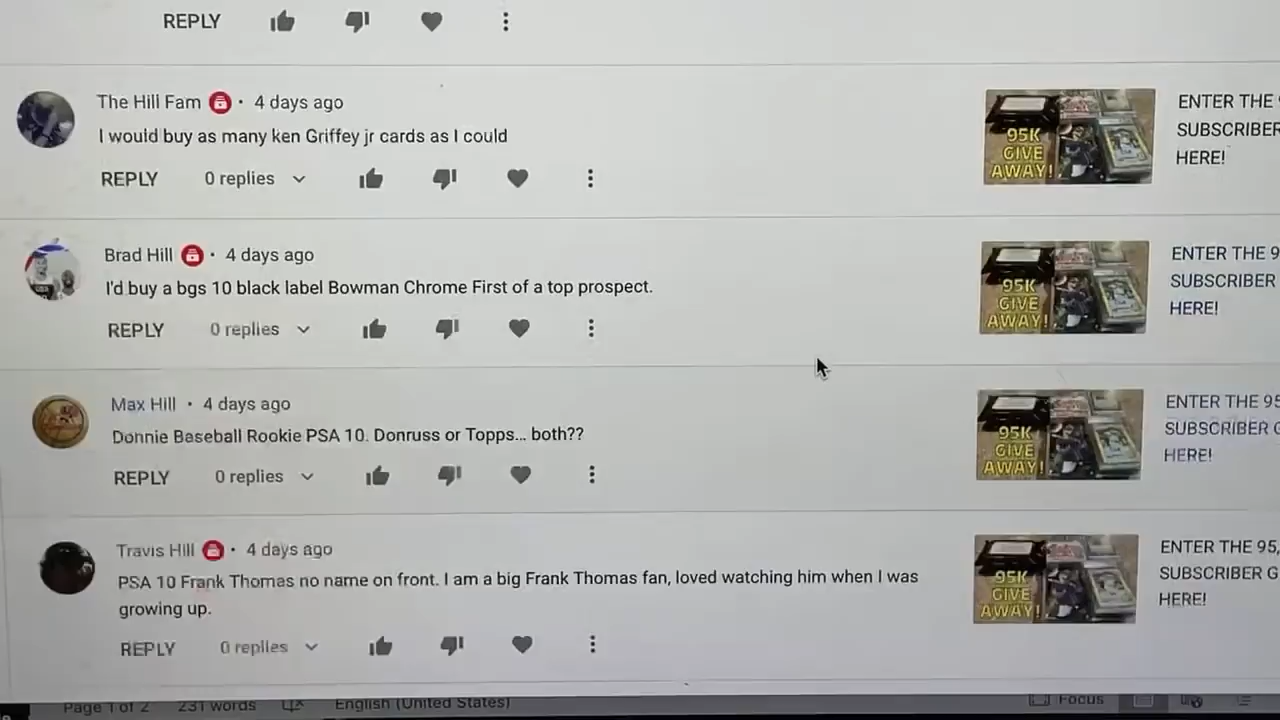 REPLY
The Hill Fam • 4 days ago
I would buy as many ken Griffey jr cards as I could
REPLY 0 replies
95K
GIVE
AWAY!
ENTER THE 9
SUBSCRIBER
HERE!
Brad Hill • 4 days ago
I'd buy a bgs 10 black label Bowman Chrome First of a top prospect.
REPLY 0 replies
95K
GIVE
AWAY!
ENTER THE 9
SUBSCRIBER
HERE!
Max Hill • 4 days ago
Donnie Baseball Rookie PSA 10. Donruss or Topps... both??
REPLY 0 replies
95K
GIVE
AWAY!
ENTER THE 95
SUBSCRIBER G
HERE!
Travis Hill • 4 days ago
PSA 10 Frank Thomas no name on front. I am a big Frank Thomas fan, loved watching him when I was
growing up.
REPLY 0 replies
95K
GIVE
AWAY!
ENTER THE 95,
SUBSCRIBER G
HERE!
Page 1 of 2 231 words English (United States) Focus